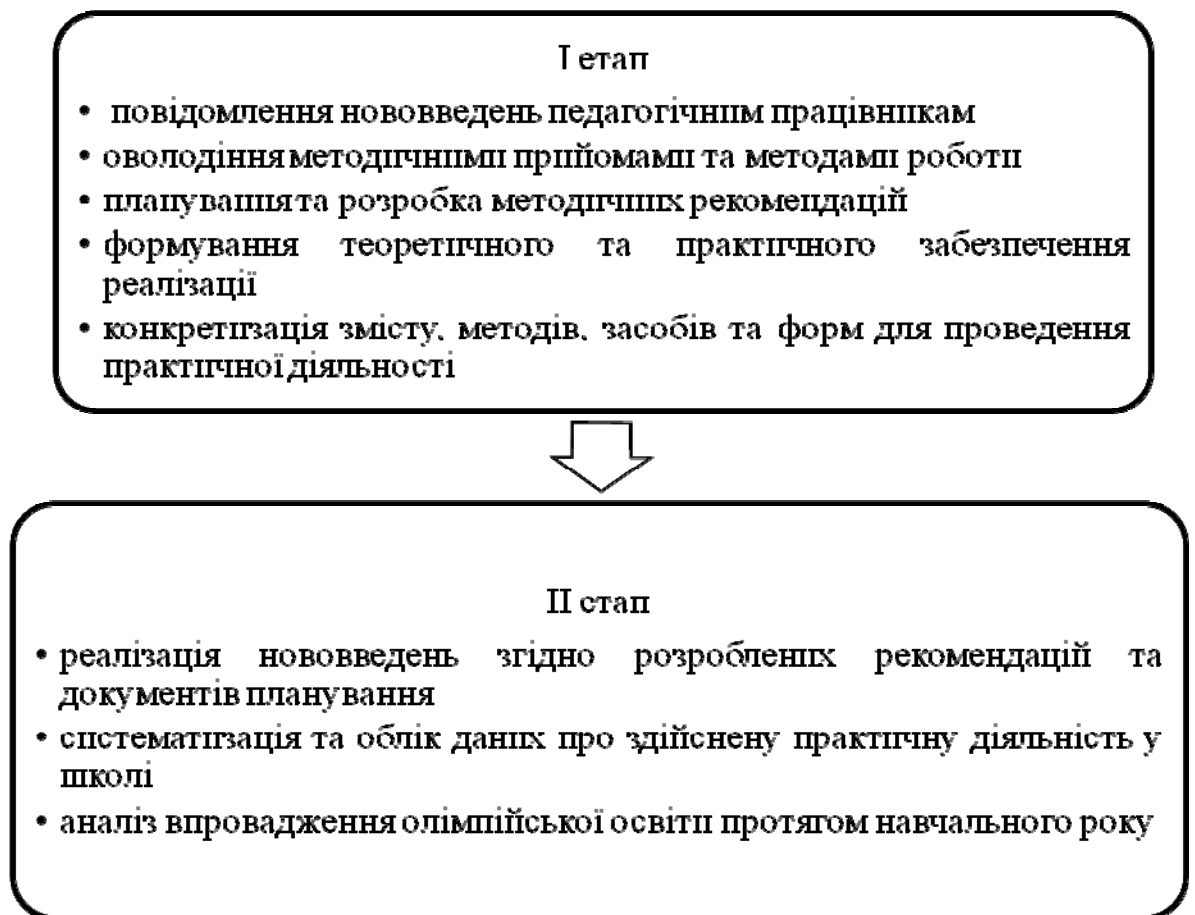 І етап
• повідомлення нововведень педагогічним працівникам
• оволодіння методичними прийомами та методами роботи
• планування та розробка методичних рекомендацій
• формування теоретичного та практичного забезпечення
реалізації
• конкретизація змісту, методів, засобів та форм для проведення
практичної діяльності
ІІ етап
• реалізація нововведень згідно розроблених рекомендацій та
документів планування
• систематизація та облік даних про здійснену практичну діяльність у
школі
• аналіз впровадження олімпійської освіти протягом навчального року